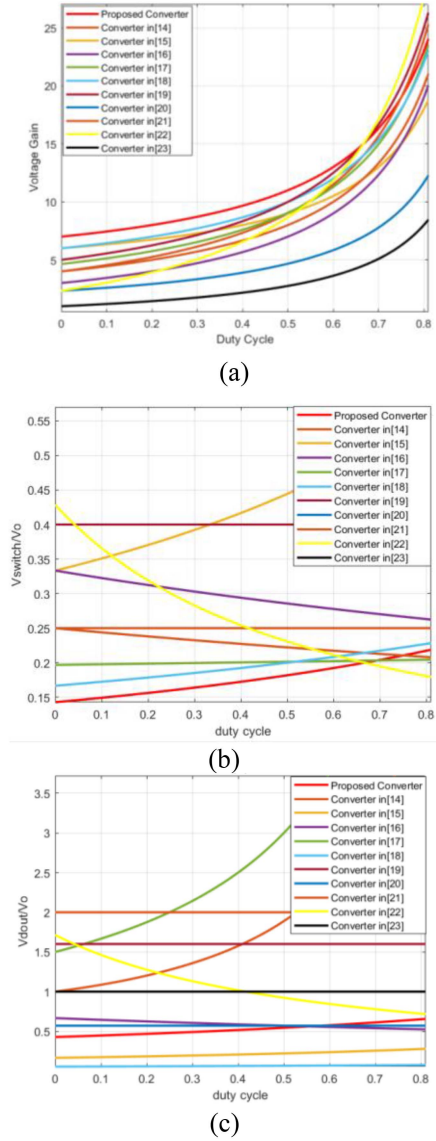 25
20
15
10
5
Voltage Gain
Proposed Converter
Converter in[14]
Converter in[15]
Converter in[16]
Converter in[17]
Converter in[18]
Converter in[19]
Converter in[20]
Converter in[21]
Converter in[22]
Converter in[23]
0 0.1 0.2 0.3 0.4 0.5 0.6 0.7 0.8
Duty Cycle
(a)
0.55
0.5
0.45
0.4
0.35
0.3
0.25
0.2
0.15
Vswitch/Vo
Proposed Converter
Converter in[14]
Converter in[15]
Converter in[16]
Converter in[17]
Converter in[18]
Converter in[19]
Converter in[20]
Converter in[21]
Converter in[22]
Converter in[23]
0 0.1 0.2 0.3 0.4 0.5 0.6 0.7 0.8
duty cycle
(b)
3.5
3
2.5
2
1.5
1
0.5
Vdout/Vo
Proposed Converter
Converter in[14]
Converter in[15]
Converter in[16]
Converter in[17]
Converter in[18]
Converter in[19]
Converter in[20]
Converter in[21]
Converter in[22]
Converter in[23]
0 0.1 0.2 0.3 0.4 0.5 0.6 0.7 0.8
duty cycle
(c)